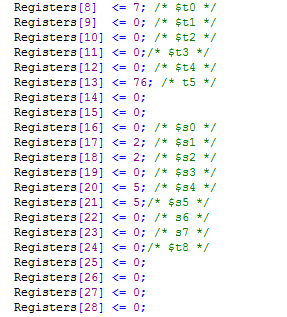 Registers[8]  <= 7; /* $t0 */
Registers[9]  <= 0; /* $t1 */
Registers[10] <= 0; /* $t2 */
Registers[11] <= 0;/* $t3 */
Registers[12] <= 0; /* $t4 */
Registers[13] <= 76; /* t5 */
Registers[14] <= 0;
Registers[15] <= 0;
Registers[16] <= 0; /* $s0 */
Registers[17] <= 2; /* $s1 */
Registers[18] <= 2; /* $s2 */
Registers[19] <= 0; /* $s3 */
Registers[20] <= 5; /* $s4 */
Registers[21] <= 5;/* $s5 */
Registers[22] <= 0; /* s6 */
Registers[23] <= 0; /* s7 */
Registers[24] <= 0;/* $t8 */
Registers[25] <= 0;
Registers[26] <= 0;
Registers[27] <= 0;
Registers[28] <= 0;